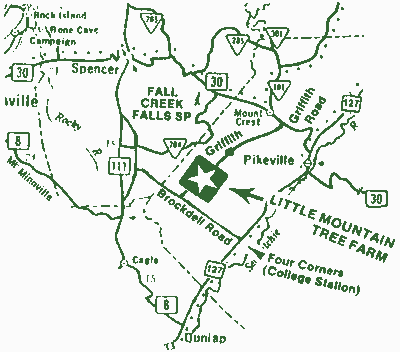 Rock Island
Bone Cave
Campaign
285
285
301
30
Spencer
30
101
ville
FALL
CREEK
FALLS SP
Mount
Crest
Griffith
Road
127
Rocky
R
8
284
Griffith
111
Pikeville
R
Mt Minoville
30
Brockdell Road
LITTLE MOUNTAIN
TREE FARM
Cagle
127
Four Corners
(College Station)
8
Dunlap